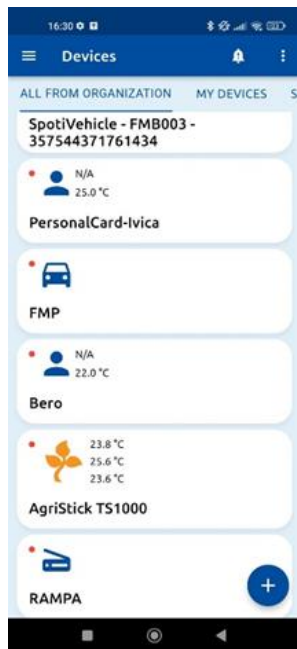 16:30
Devices
ALL FROM ORGANIZATION MY DEVICES S
SpotiVehicle - FMB003 -
357544371761434
N/A
25.0 °C
PersonalCard-Ivica
FMP
N/A
22.0 °C
Bero
23.8 °C
25.6 °C
23.6 °C
AgriStick TS1000
RAMPA